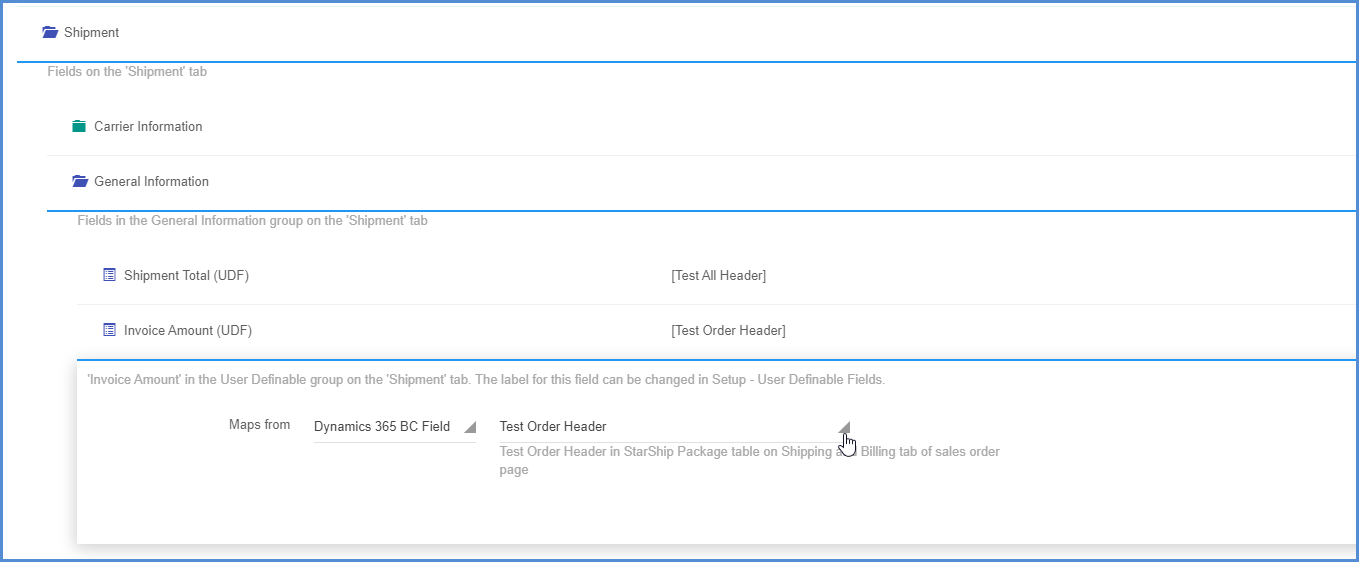 Shipment
Fields on the 'Shipment' tab
Carrier Information
General Information
Fields in the General Information group on the 'Shipment' tab
Shipment Total (UDF) [Test All Header]
Invoice Amount (UDF) [Test Order Header]
'Invoice Amount' in the User Definable group on the 'Shipment' tab. The label for this field can be changed in Setup - User Definable Fields.
Maps from Dynamics 365 BC Field Test Order Header
Test Order Header in StarShip Package table on Shipping and Billing tab of sales order
page